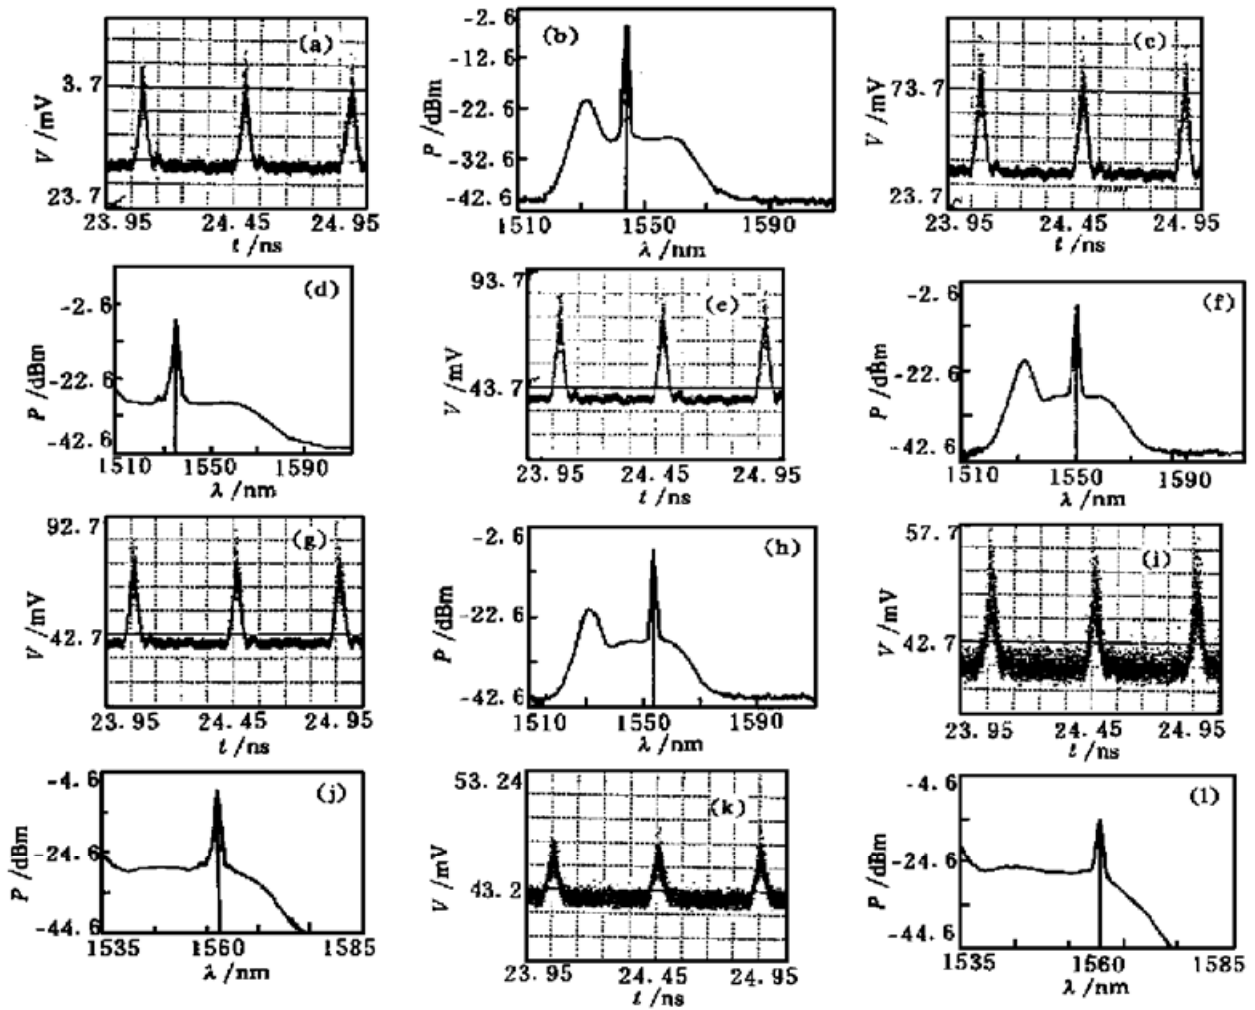 (a)
V /mV
3.7
23.7
23.95 24.45 24.95
t /ns
(b)
P /dBm
-2.6
-12.6
-22.6
-32.6
-42.6
1510 1550 1590
λ /nm
(c)
V /mV
73.7
23.7
23.95 24.45 24.95
t /ns
(d)
P /dBm
-2.6
-22.6
-42.6
1510 1550 1590
λ /nm
(e)
V /mV
93.7
43.7
23.95 24.45 24.95
t /ns
(f)
P /dBm
-2.6
-22.6
-42.6
1510 1550 1590
λ /nm
(g)
V /mV
92.7
42.7
23.95 24.45 24.95
t /ns
(h)
P /dBm
-2.6
-22.6
-42.6
1510 1550 1590
λ /nm
(i)
V /mV
57.7
42.7
23.95 24.45 24.95
t /ns
(j)
P /dBm
-4.6
-24.6
-44.6
1535 1560 1585
λ /nm
(k)
V /mV
53.24
43.2
23.95 24.45 24.95
t /ns
(l)
P /dBm
-4.6
-24.6
-44.6
1535 1560 1585
λ /nm